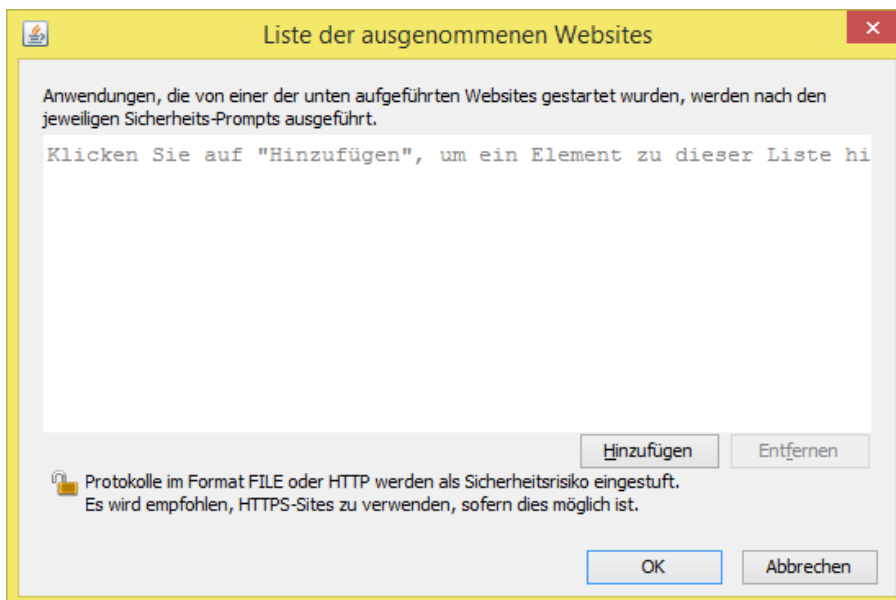 Liste der ausgenommenen Websites
Anwendungen, die von einer der unten aufgeführten Websites gestartet wurden, werden nach den
jeweiligen Sicherheits-Prompts ausgeführt.
Klicken Sie auf "Hinzufügen", um ein Element zu dieser Liste hi
Hinzufügen Entfernen
Protokolle im Format FILE oder HTTP werden als Sicherheitsrisiko eingestuft.
Es wird empfohlen, HTTPS-Sites zu verwenden, sofern dies möglich ist.
OK Abbrechen